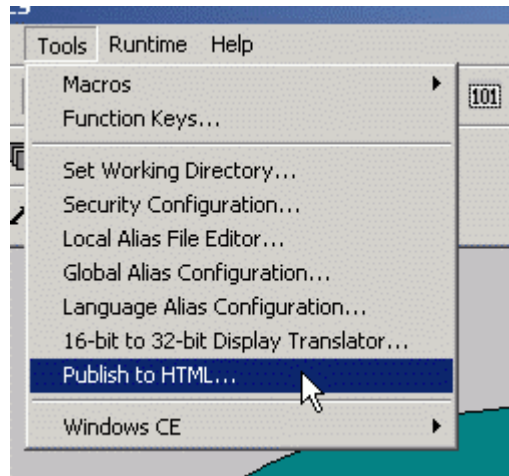 Tools Runtime Help
Macros
101
Function Keys...
Set Working Directory...
Security Configuration...
Local Alias File Editor...
Global Alias Configuration...
Language Alias Configuration...
16-bit to 32-bit Display Translator...
Publish to HTML...
Windows CE